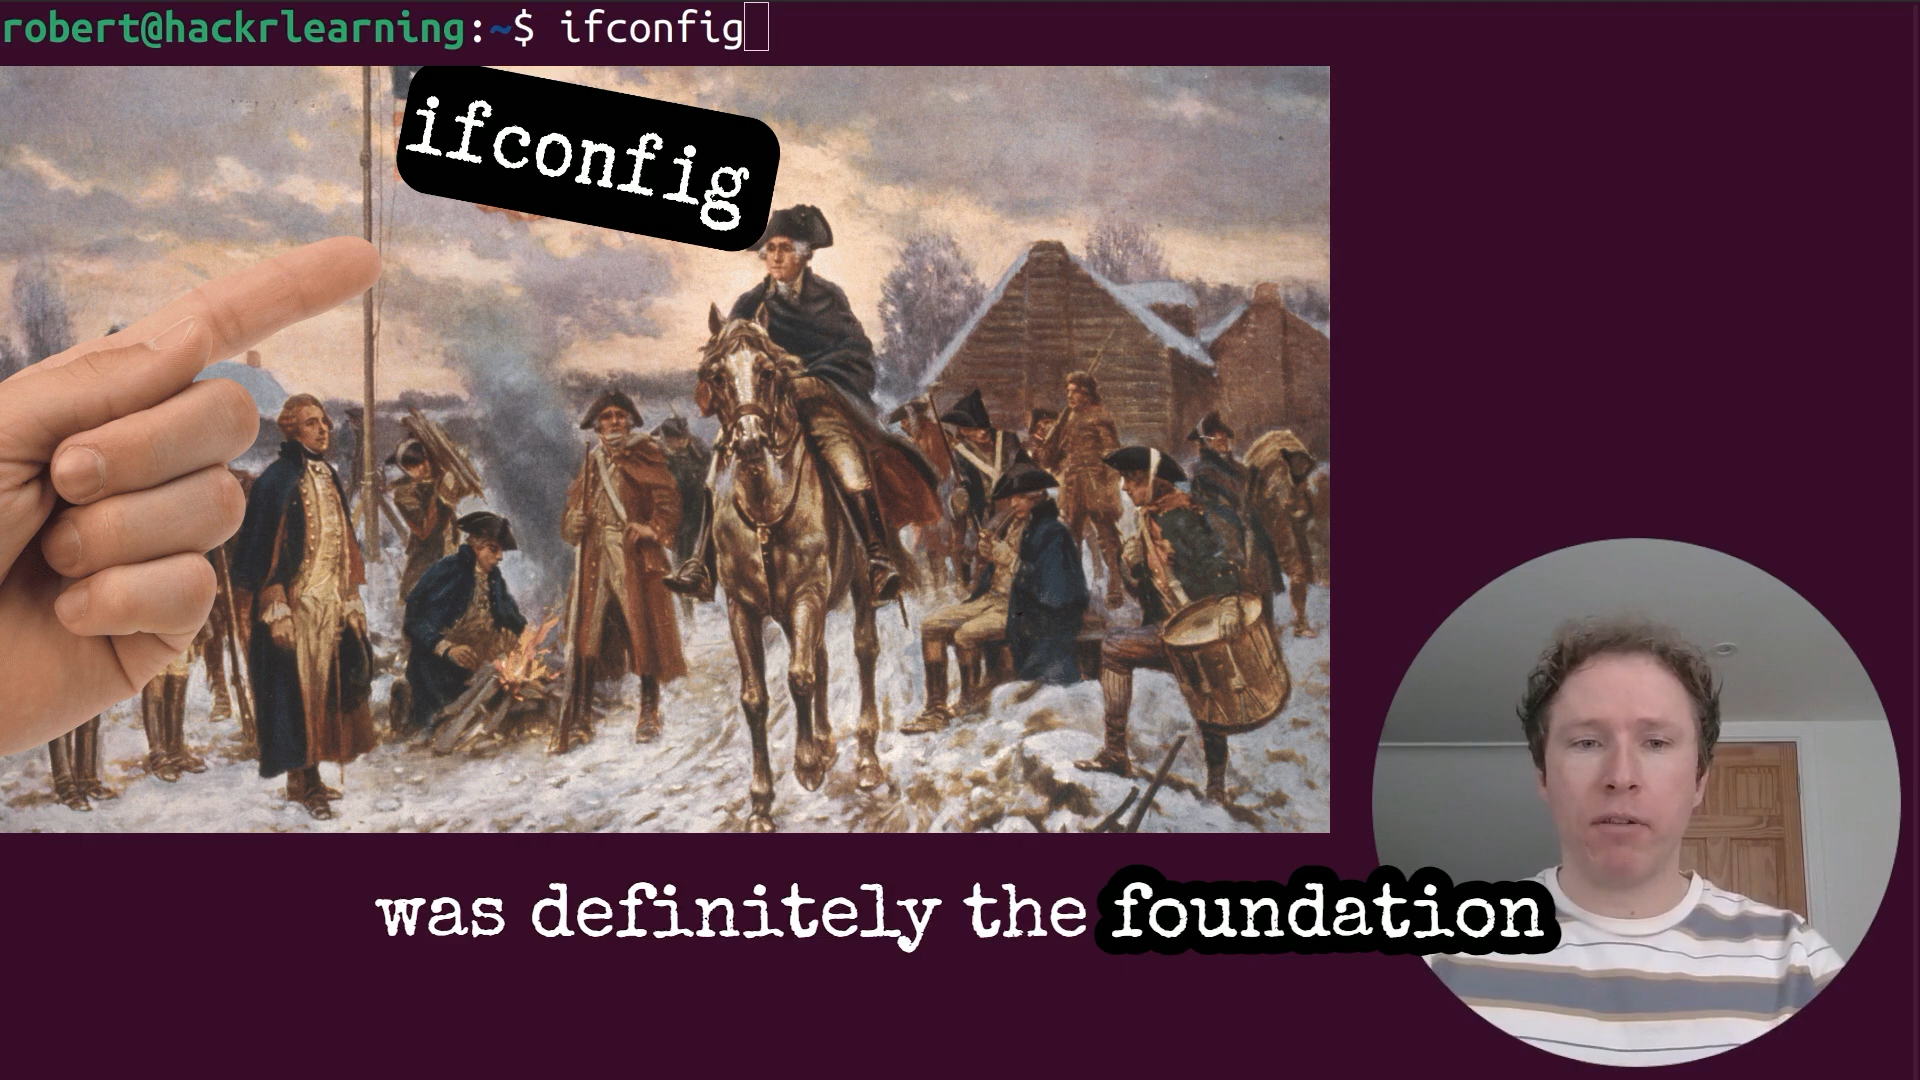 robert@hackrlearning:~$ ifconfig
ifconfig
was definitely the foundation